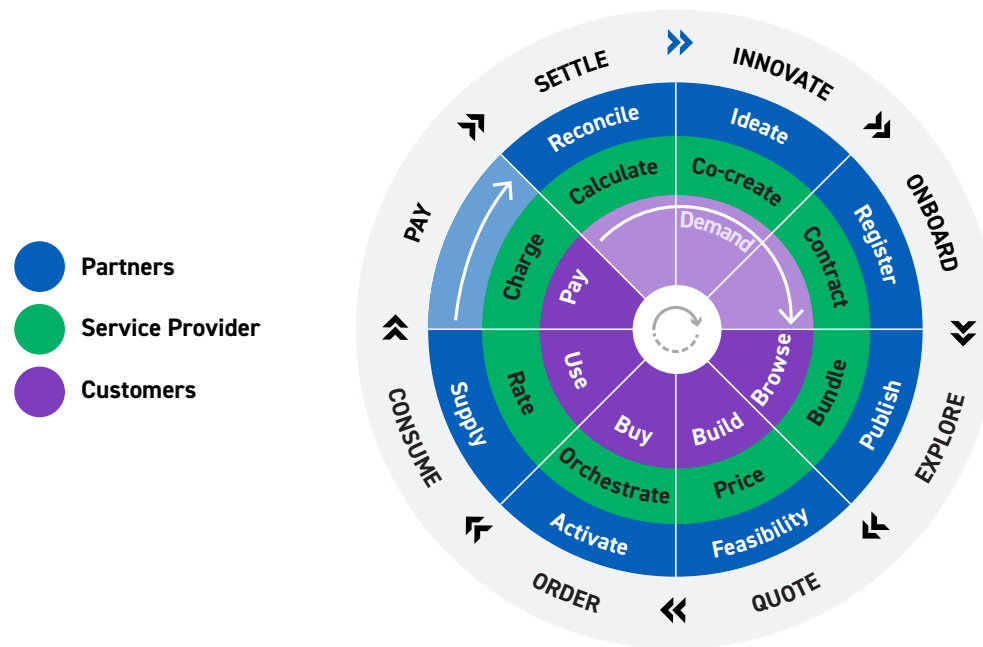 Partners
Service Provider
Customers
INNOVATE
ONBOARD
EXPLORE
QUOTE
ORDER
CONSUME
PAY
SETTLE
Ideate
Register
Publish
Feasibility
Activate
Supply
Reconcile
Co-create
Contract
Bundle
Price
Orchestrate
Rate
Charge
Calculate
Demand
Browse
Build
Buy
Use
Pay